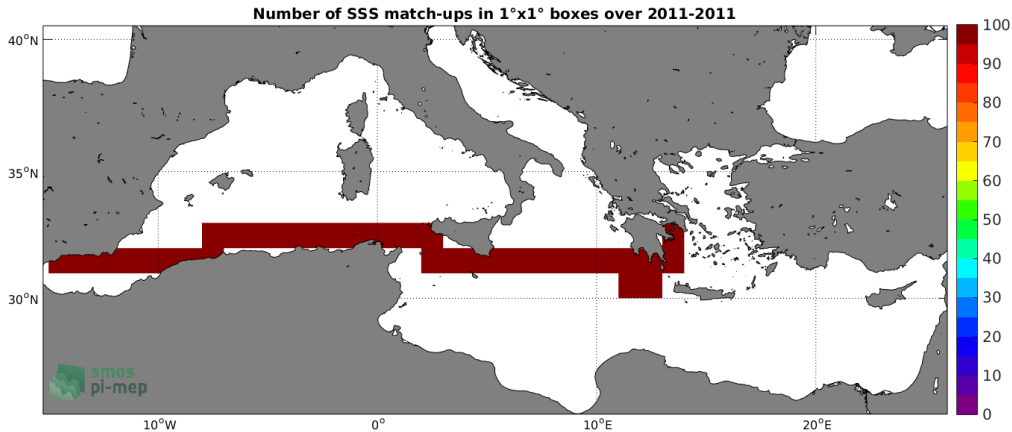 Number of SSS match-ups in 1°x1° boxes over 2011-2011
40°N
35°N
30°N
10°W
0°
10°E
20°E
100
90
80
70
60
50
40
30
20
10
0
smos
pi-mep